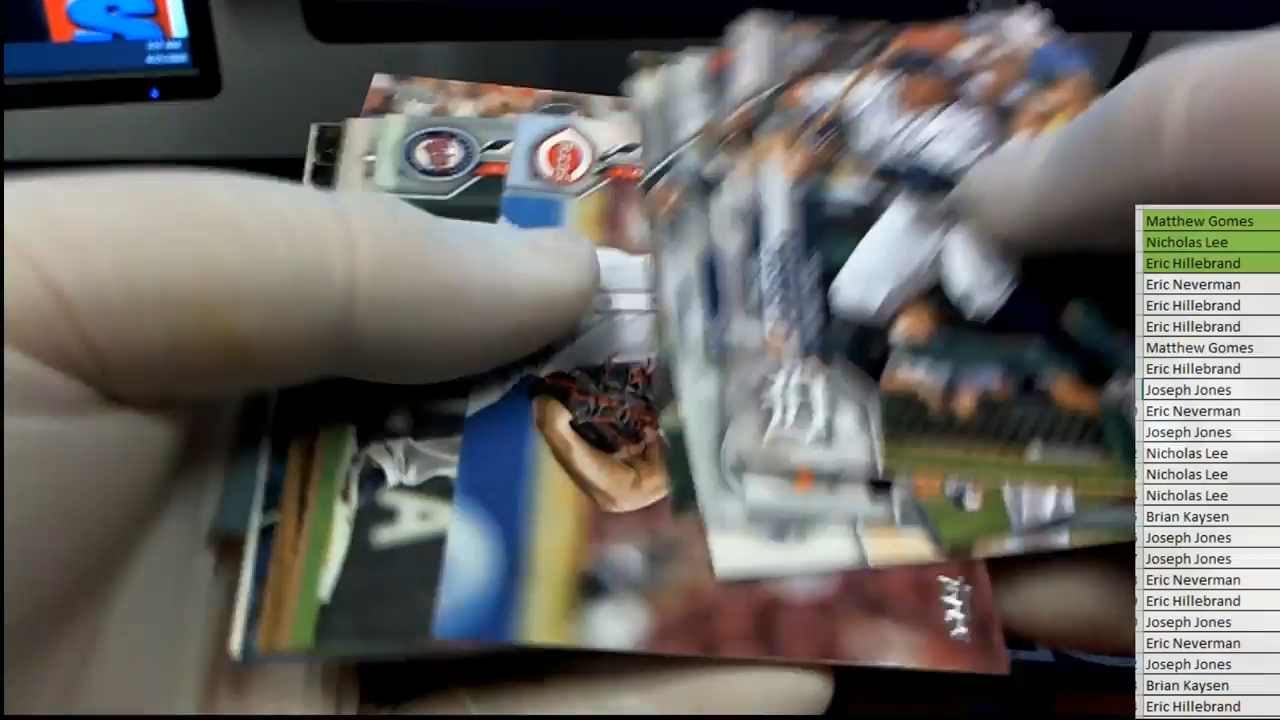 Matthew Gomes
Nicholas Lee
Eric Hillebrand
Eric Neverman
Eric Hillebrand
Eric Hillebrand
Matthew Gomes
Eric Hillebrand
Joseph Jones
Eric Neverman
Joseph Jones
Nicholas Lee
Nicholas Lee
Nicholas Lee
Brian Kaysen
Joseph Jones
Joseph Jones
Eric Neverman
Eric Hillebrand
Joseph Jones
Eric Neverman
Joseph Jones
Brian Kaysen
Eric Hillebrand
S
REDS
A